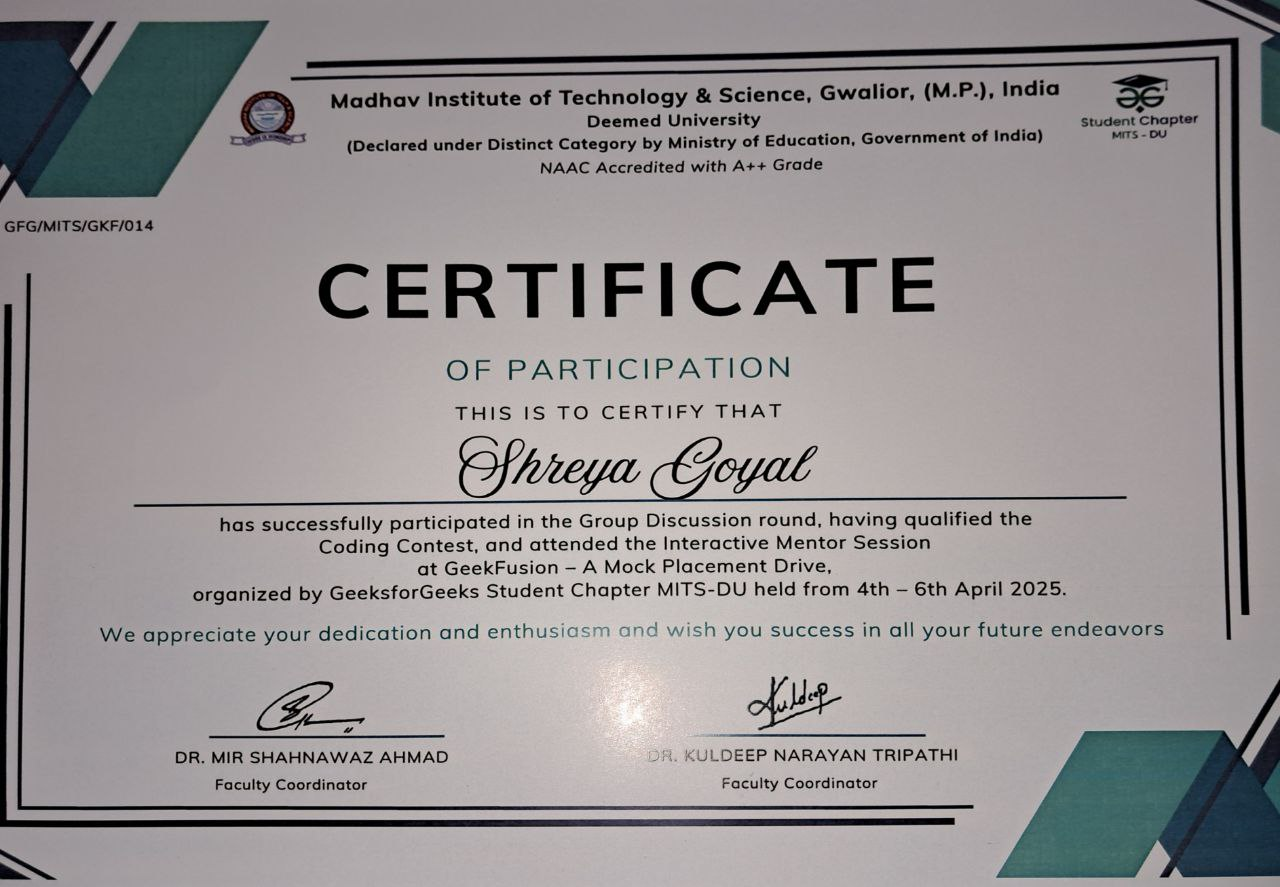 Madhav Institute of Technology & Science, Gwalior, (M.P.), India
Deemed University
(Declared under Distinct Category by Ministry of Education, Government of India)
NAAC Accredited with A++ Grade
Student Chapter
MITS - DU
GFG/MITS/GKF/014
CERTIFICATE
OF PARTICIPATION
THIS IS TO CERTIFY THAT
Shreya Goyal
has successfully participated in the Group Discussion round, having qualified the
Coding Contest, and attended the Interactive Mentor Session
at GeekFusion – A Mock Placement Drive,
organized by GeeksforGeeks Student Chapter MITS-DU held from 4th – 6th April 2025.
We appreciate your dedication and enthusiasm and wish you success in all your future endeavors
Kuldeep
DR. MIR SHAHNAWAZ AHMAD
Faculty Coordinator
DR. KULDEEP NARAYAN TRIPATHI
Faculty Coordinator